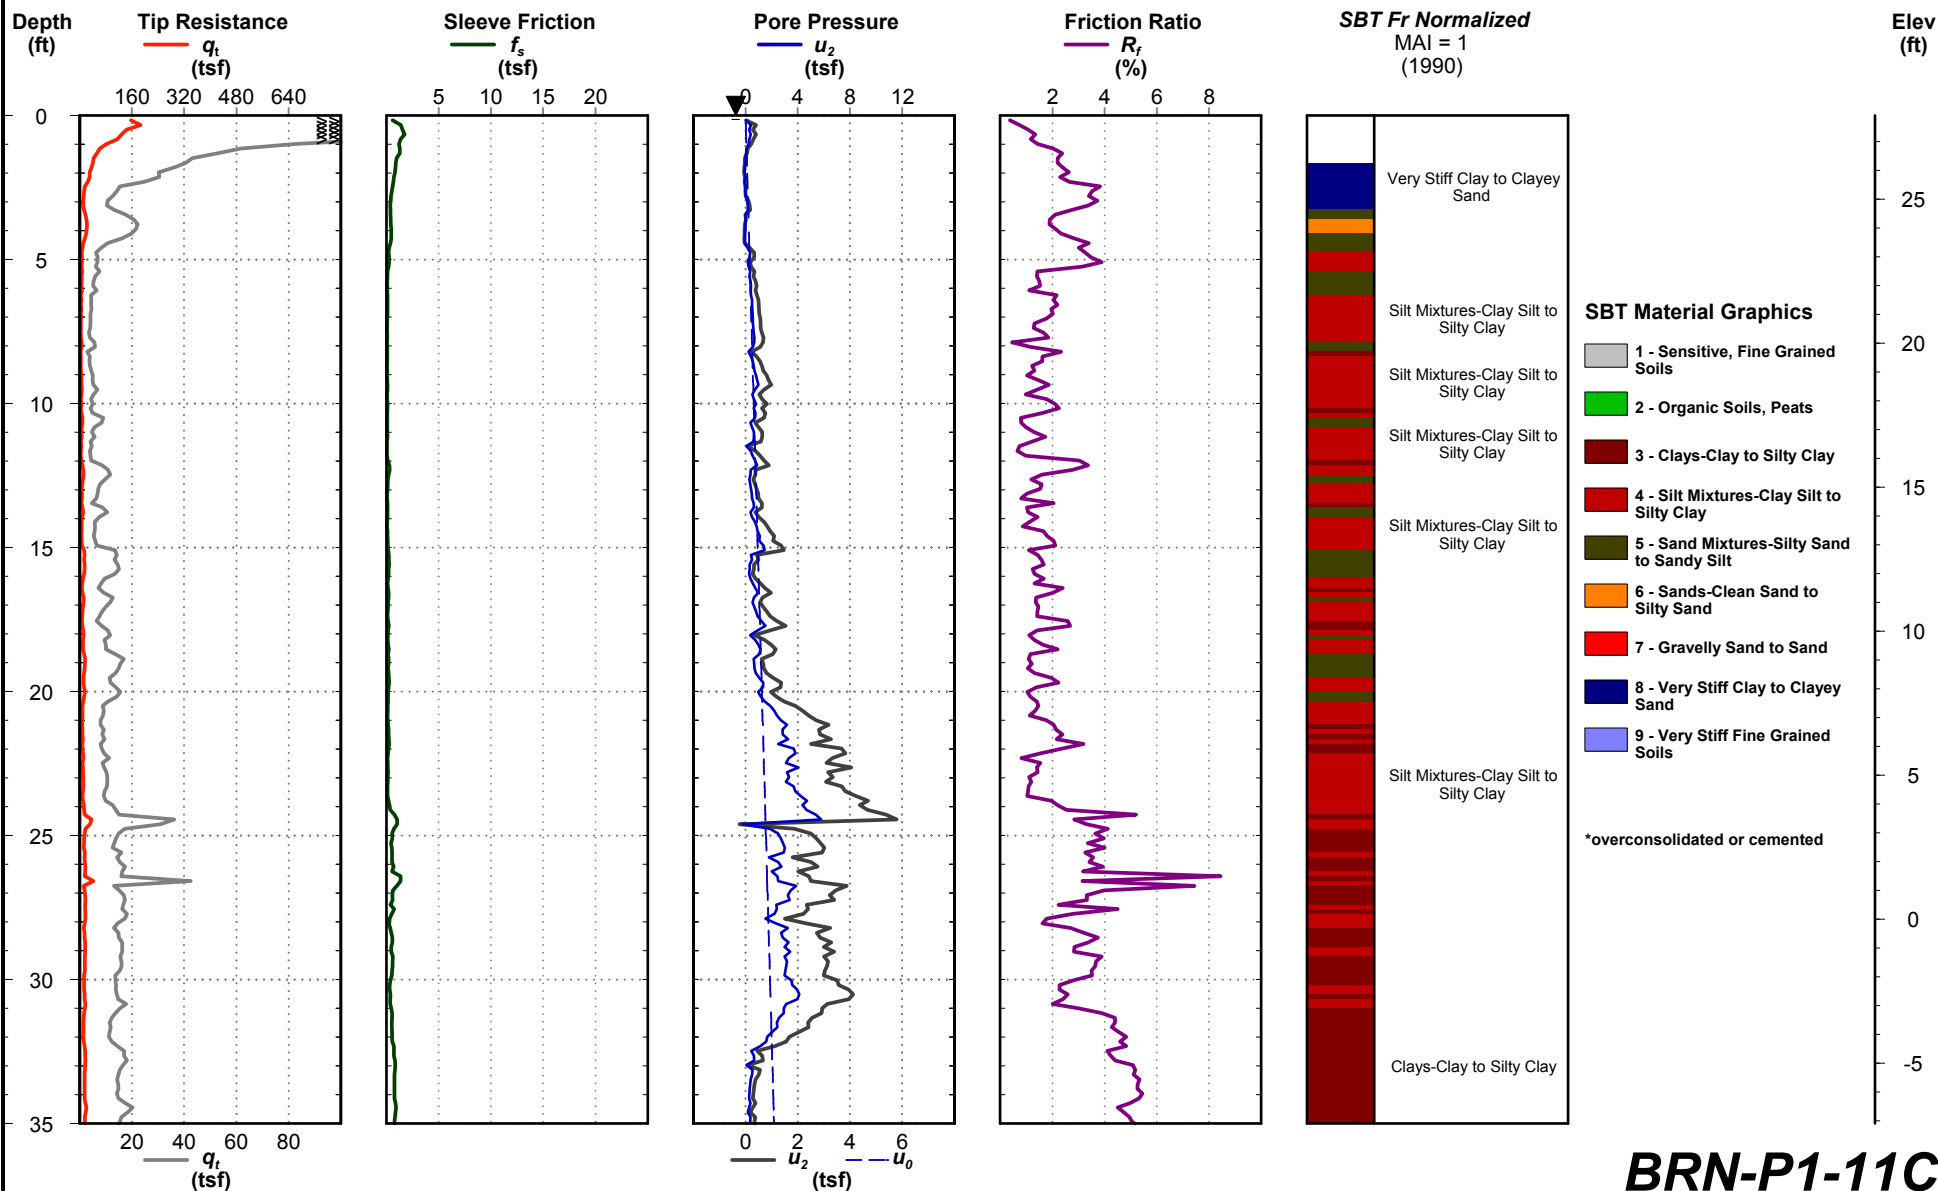 Depth
(ft)
Tip Resistance
qt
(tsf)
160 320 480 640
Sleeve Friction
fs
(tsf)
5 10 15 20
Pore Pressure
u2
(tsf)
0 4 8 12
Friction Ratio
Rf
(%)
2 4 6 8
SBT Fr Normalized
MAI = 1
(1990)
Elev
(ft)
0
5
10
15
20
25
30
35
20 40 60 80
qt
(tsf)
0 2 4 6
u2 u0
(tsf)
Very Stiff Clay to Clayey
Sand
Silt Mixtures-Clay Silt to
Silty Clay
Silt Mixtures-Clay Silt to
Silty Clay
Silt Mixtures-Clay Silt to
Silty Clay
Silt Mixtures-Clay Silt to
Silty Clay
Silt Mixtures-Clay Silt to
Silty Clay
Clays-Clay to Silty Clay
SBT Material Graphics
1 - Sensitive, Fine Grained
Soils
2 - Organic Soils, Peats
3 - Clays-Clay to Silty Clay
4 - Silt Mixtures-Clay Silt to
Silty Clay
5 - Sand Mixtures-Silty Sand
to Sandy Silt
6 - Sands-Clean Sand to
Silty Sand
7 - Gravelly Sand to Sand
8 - Very Stiff Clay to Clayey
Sand
9 - Very Stiff Fine Grained
Soils
*overconsolidated or cemented
25
20
15
10
5
0
-5
BRN-P1-11C